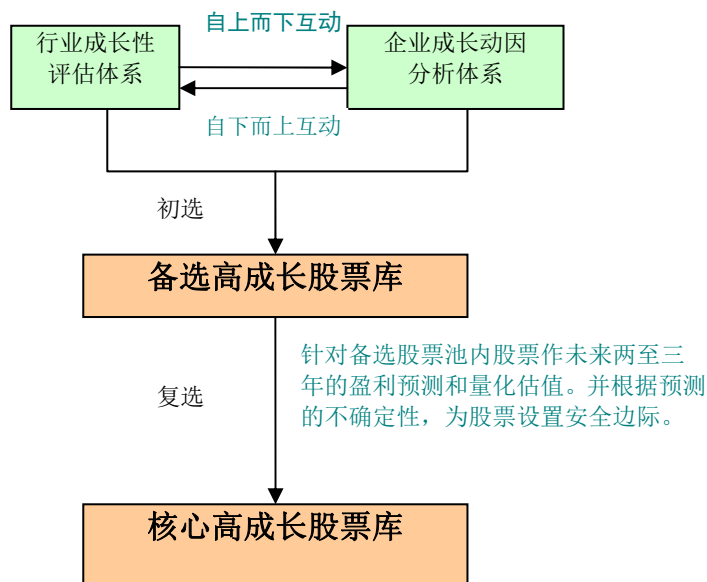 自上而下互动
行业成长性
评估体系
企业成长动因
分析体系
自下而上互动
初选
备选高成长股票库
针对备选股票池内股票作未来两至三
年的盈利预测和量化估值。并根据预测
的不确定性，为股票设置安全边际。
复选
核心高成长股票库